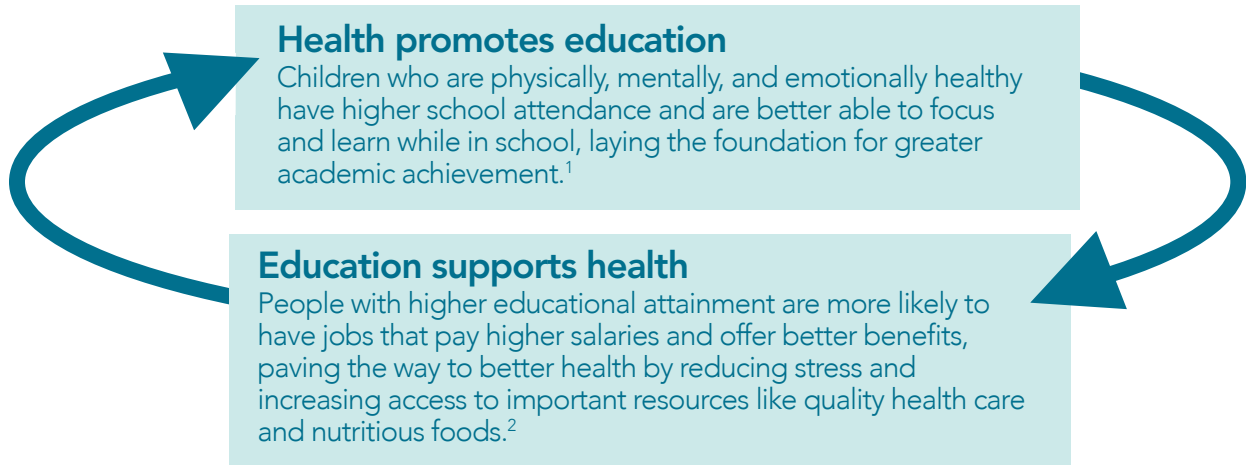 Health promotes education
Children who are physically, mentally, and emotionally healthy
have higher school attendance and are better able to focus
and learn while in school, laying the foundation for greater
academic achievement.1
Education supports health
People with higher educational attainment are more likely to
have jobs that pay higher salaries and offer better benefits,
paving the way to better health by reducing stress and
increasing access to important resources like quality health care
and nutritious foods.2